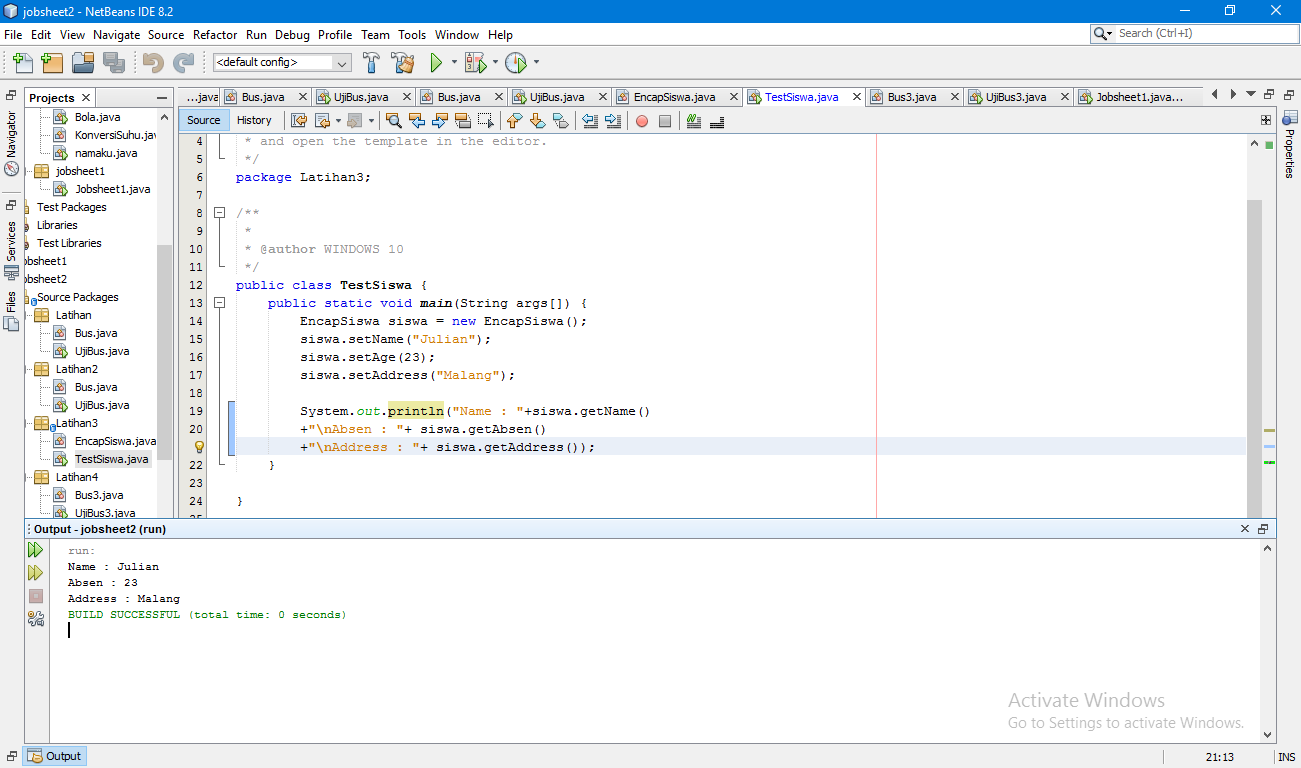 jobsheet2 - NetBeans IDE 8.2
File Edit View Navigate Source Refactor Run Debug Profile Team Tools Window Help
Search (Ctrl+I)
<default config>
Projects
...java Bus.java UjiBus.java Bus.java UjiBus.java EncapSiswa.java TestSiswa.java Bus3.java UjiBus3.java Jobsheet1.java...
Navigator
Services
Files
Bola.java
KonversiSuhu.jav
namaku.java
jobsheet1
Jobsheet1.java
Test Packages
Libraries
Test Libraries
obsheet1
obsheet2
Source Packages
Latihan
Bus.java
UjiBus.java
Latihan2
Bus.java
UjiBus.java
Latihan3
EncapSiswa.java
TestSiswa.java
Latihan4
Bus3.java
UjiBus3.java
Source History
4 * and open the template in the editor.
5 */
6 package Latihan3;
7
8 /**
9 *
10 * @author WINDOWS 10
11 */
12 public class TestSiswa {
13 public static void main(String args[]) {
14 EncapSiswa siswa = new EncapSiswa();
15 siswa.setName("Julian");
16 siswa.setAge(23);
17 siswa.setAddress("Malang");
18
19 System.out.println("Name : "+siswa.getName()
20 +"\nAbsen : "+ siswa.getAbsen()
+"\nAddress : "+ siswa.getAddress());
22 }
23
24 }
25
Properties
Output - jobsheet2 (run)
run:
Name : Julian
Absen : 23
Address : Malang
BUILD SUCCESSFUL (total time: 0 seconds)
Activate Windows
Go to Settings to activate Windows.
Output
21:13 INS